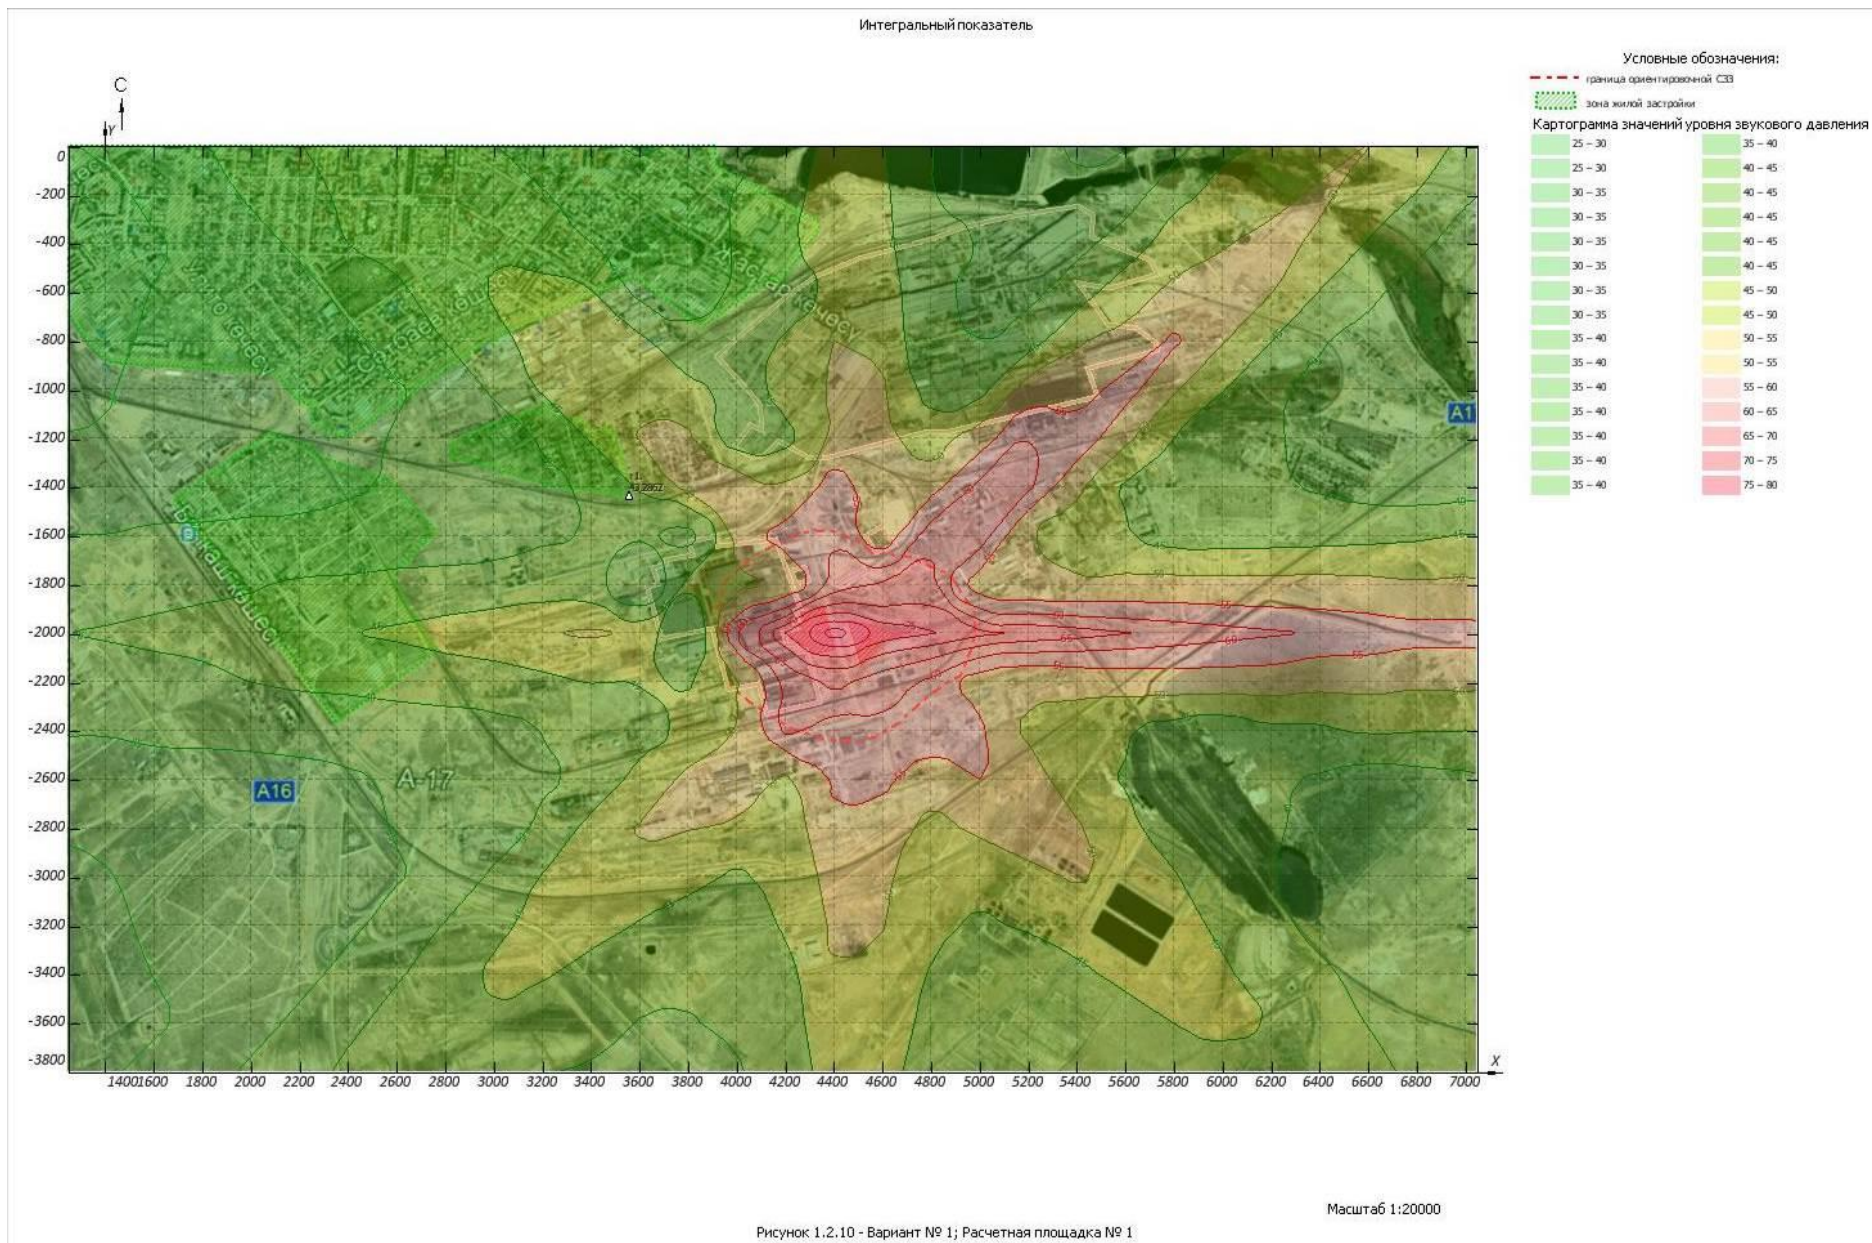 Интегральный показатель
Условные обозначения:
граница ориентировочной СЗЗ
зона жилой застройки
Картограмма значений уровня звукового давления
25 – 30
25 – 30
30 – 35
30 – 35
30 – 35
30 – 35
30 – 35
30 – 35
35 – 40
35 – 40
35 – 40
35 – 40
35 – 40
35 – 40
35 – 40
35 – 40
40 – 45
40 – 45
40 – 45
40 – 45
40 – 45
45 – 50
45 – 50
50 – 55
50 – 55
55 – 60
60 – 65
65 – 70
70 – 75
75 – 80
С
Y
0
-200
-400
-600
-800
-1000
-1200
-1400
-1600
-1800
-2000
-2200
-2400
-2600
-2800
-3000
-3200
-3400
-3600
-3800
A1
A16
A-17
55
60
65
1400 1600 1800 2000 2200 2400 2600 2800 3000 3200 3400 3600 3800 4000 4200 4400 4600 4800 5000 5200 5400 5600 5800 6000 6200 6400 6600 6800 7000
X
Масштаб 1:20000
Рисунок 1.2.10 - Вариант № 1; Расчетная площадка № 1